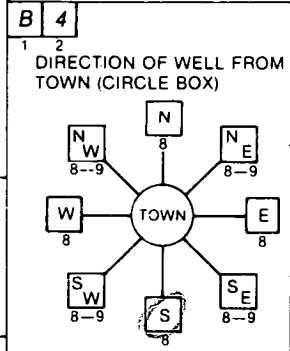 B 4
1 2
DIRECTION OF WELL FROM
TOWN (CIRCLE BOX)
N
8
N W
8--9
N E
8—9
W
8
TOWN
E
8
S W
8—9
S
8
S E
8—9